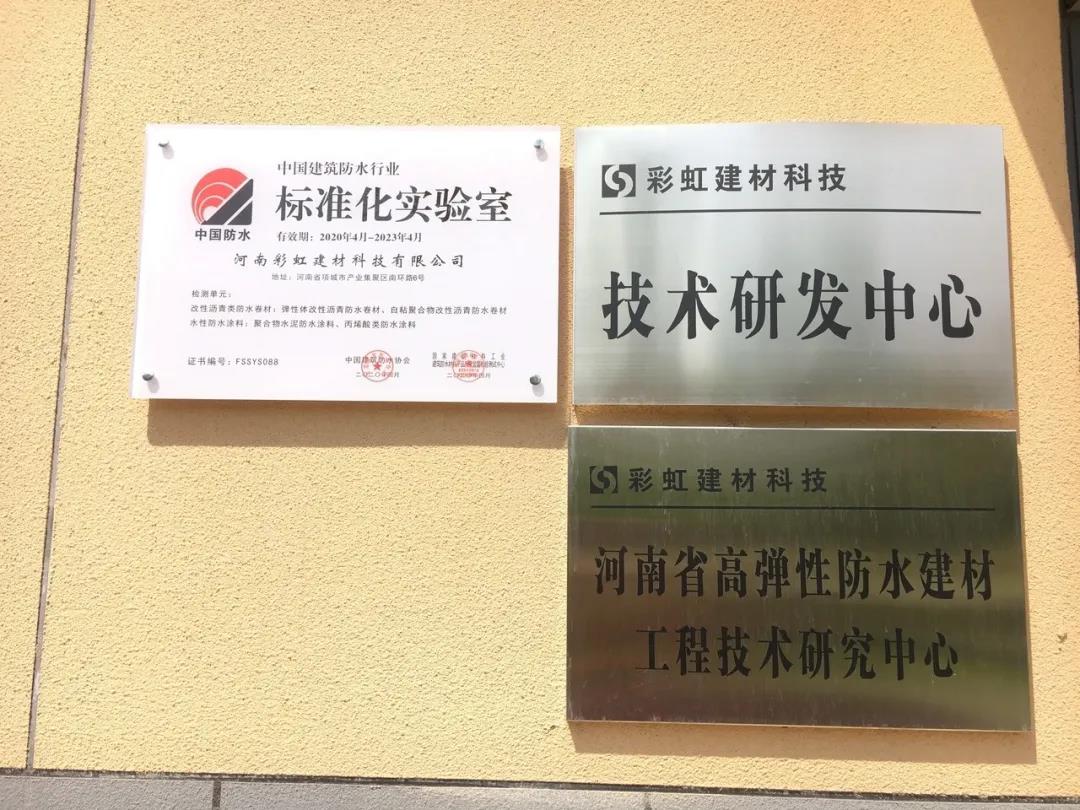 中国建筑防水行业
标准化实验室
中国防水
有效期：2020年4月-2023年4月
河南彩虹建材科技有限公司
地址：河南省项城市产业集聚区南环路6号
检测单元：
改性沥青类防水卷材：弹性体改性沥青防水卷材、自粘聚合物改性沥青防水卷材
水性防水涂料：聚合物水泥防水涂料、丙烯酸类防水涂料
证书编号：FSSYS088
中国建筑防水协会
二〇二〇年四月
彩虹建材科技
技术研发中心
彩虹建材科技
河南省高弹性防水建材
工程技术研究中心